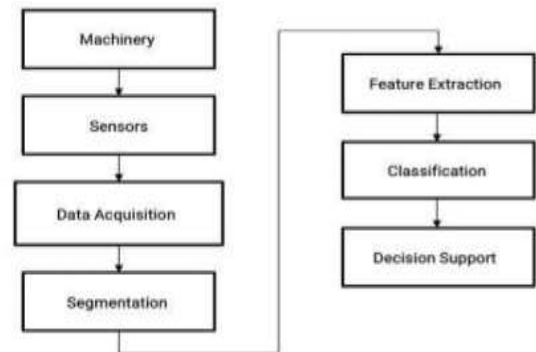 Machinery
Sensors
Data Acquisition
Segmentation
Feature Extraction
Classification
Decision Support